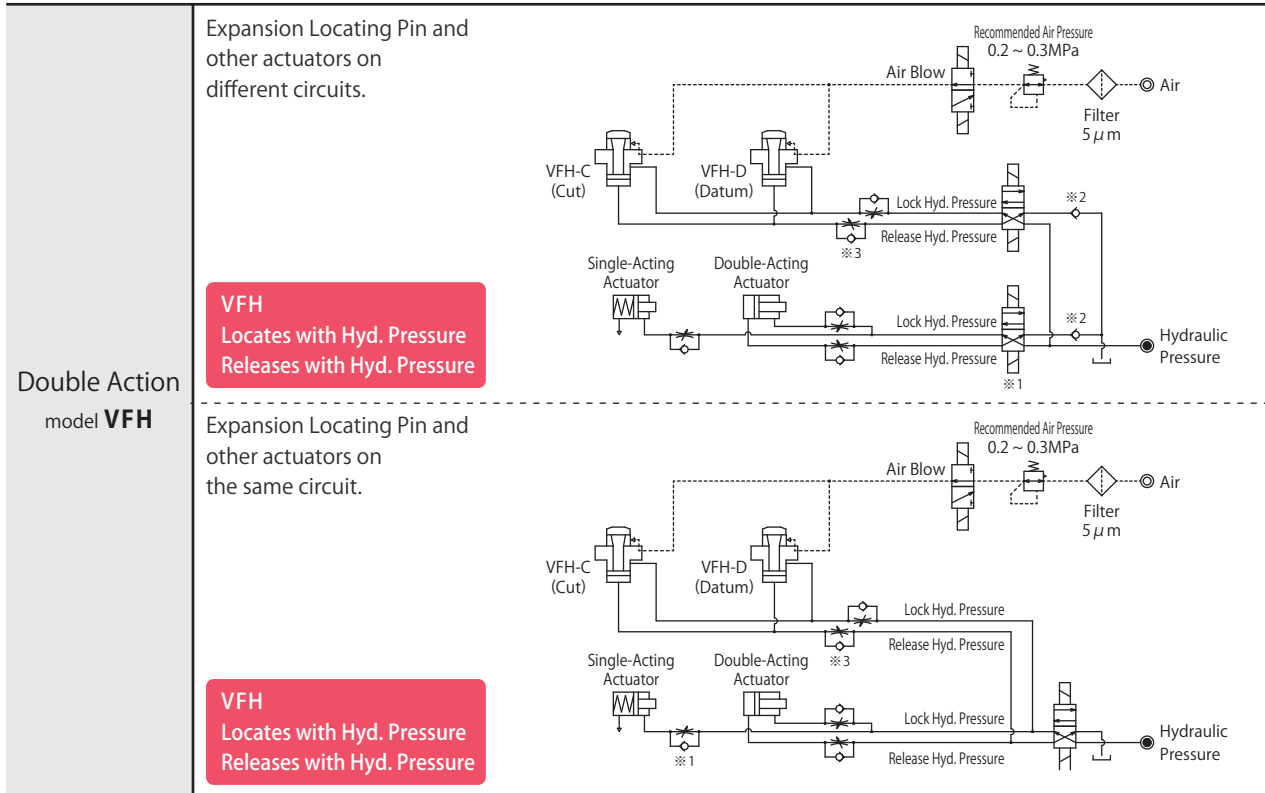 Double Action
model VFH
Expansion Locating Pin and
other actuators on
different circuits.
VFH
Locates with Hyd. Pressure
Releases with Hyd. Pressure
Recommended Air Pressure
0.2 ~ 0.3MPa
Air Blow
Air
Filter
5μm
VFH-C
(Cut)
VFH-D
(Datum)
※2
Lock Hyd. Pressure
Release Hyd. Pressure
※3
Single-Acting
Actuator
Double-Acting
Actuator
Lock Hyd. Pressure
※2
Release Hyd. Pressure
Hydraulic
Pressure
※1
Expansion Locating Pin and
other actuators on
the same circuit.
VFH
Locates with Hyd. Pressure
Releases with Hyd. Pressure
Recommended Air Pressure
0.2 ~ 0.3MPa
Air Blow
Air
Filter
5μm
VFH-C
(Cut)
VFH-D
(Datum)
Lock Hyd. Pressure
Release Hyd. Pressure
※3
Single-Acting
Actuator
Double-Acting
Actuator
Lock Hyd. Pressure
Release Hyd. Pressure
※1
Hydraulic
Pressure